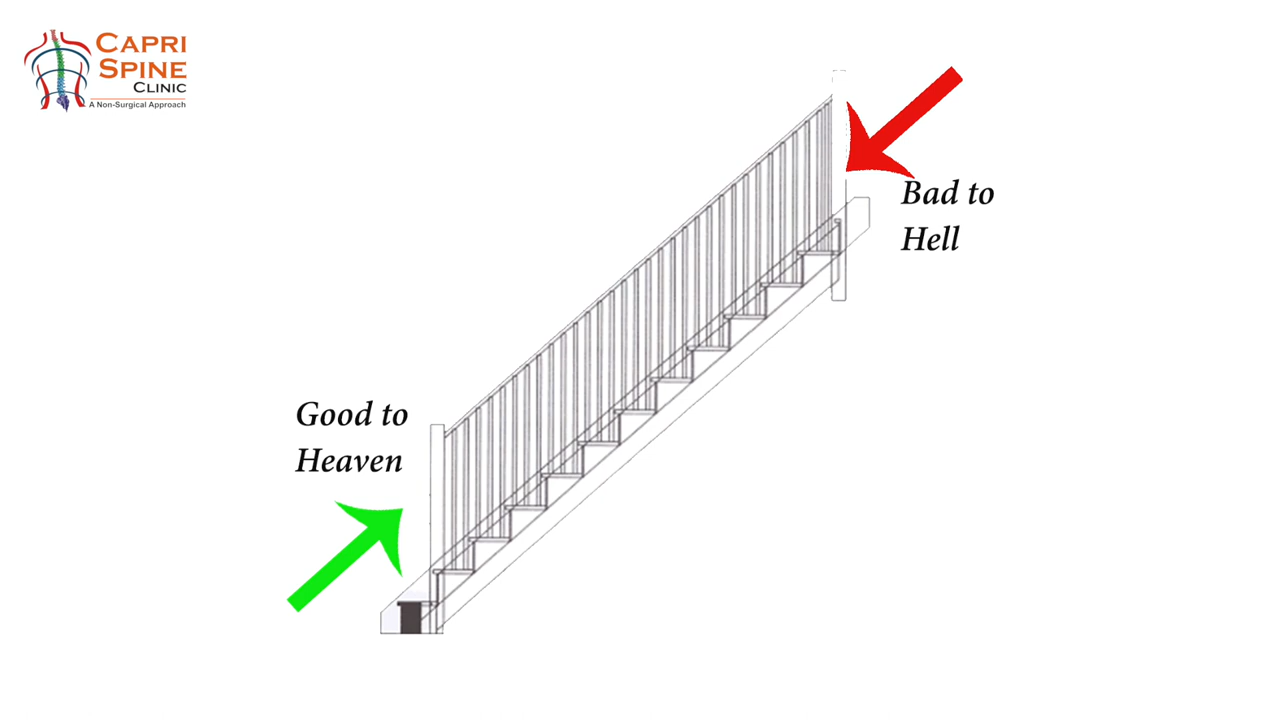 CAPRI
SPINE
CLINIC
A Non-Surgical Approach
Bad to
Hell
Good to
Heaven